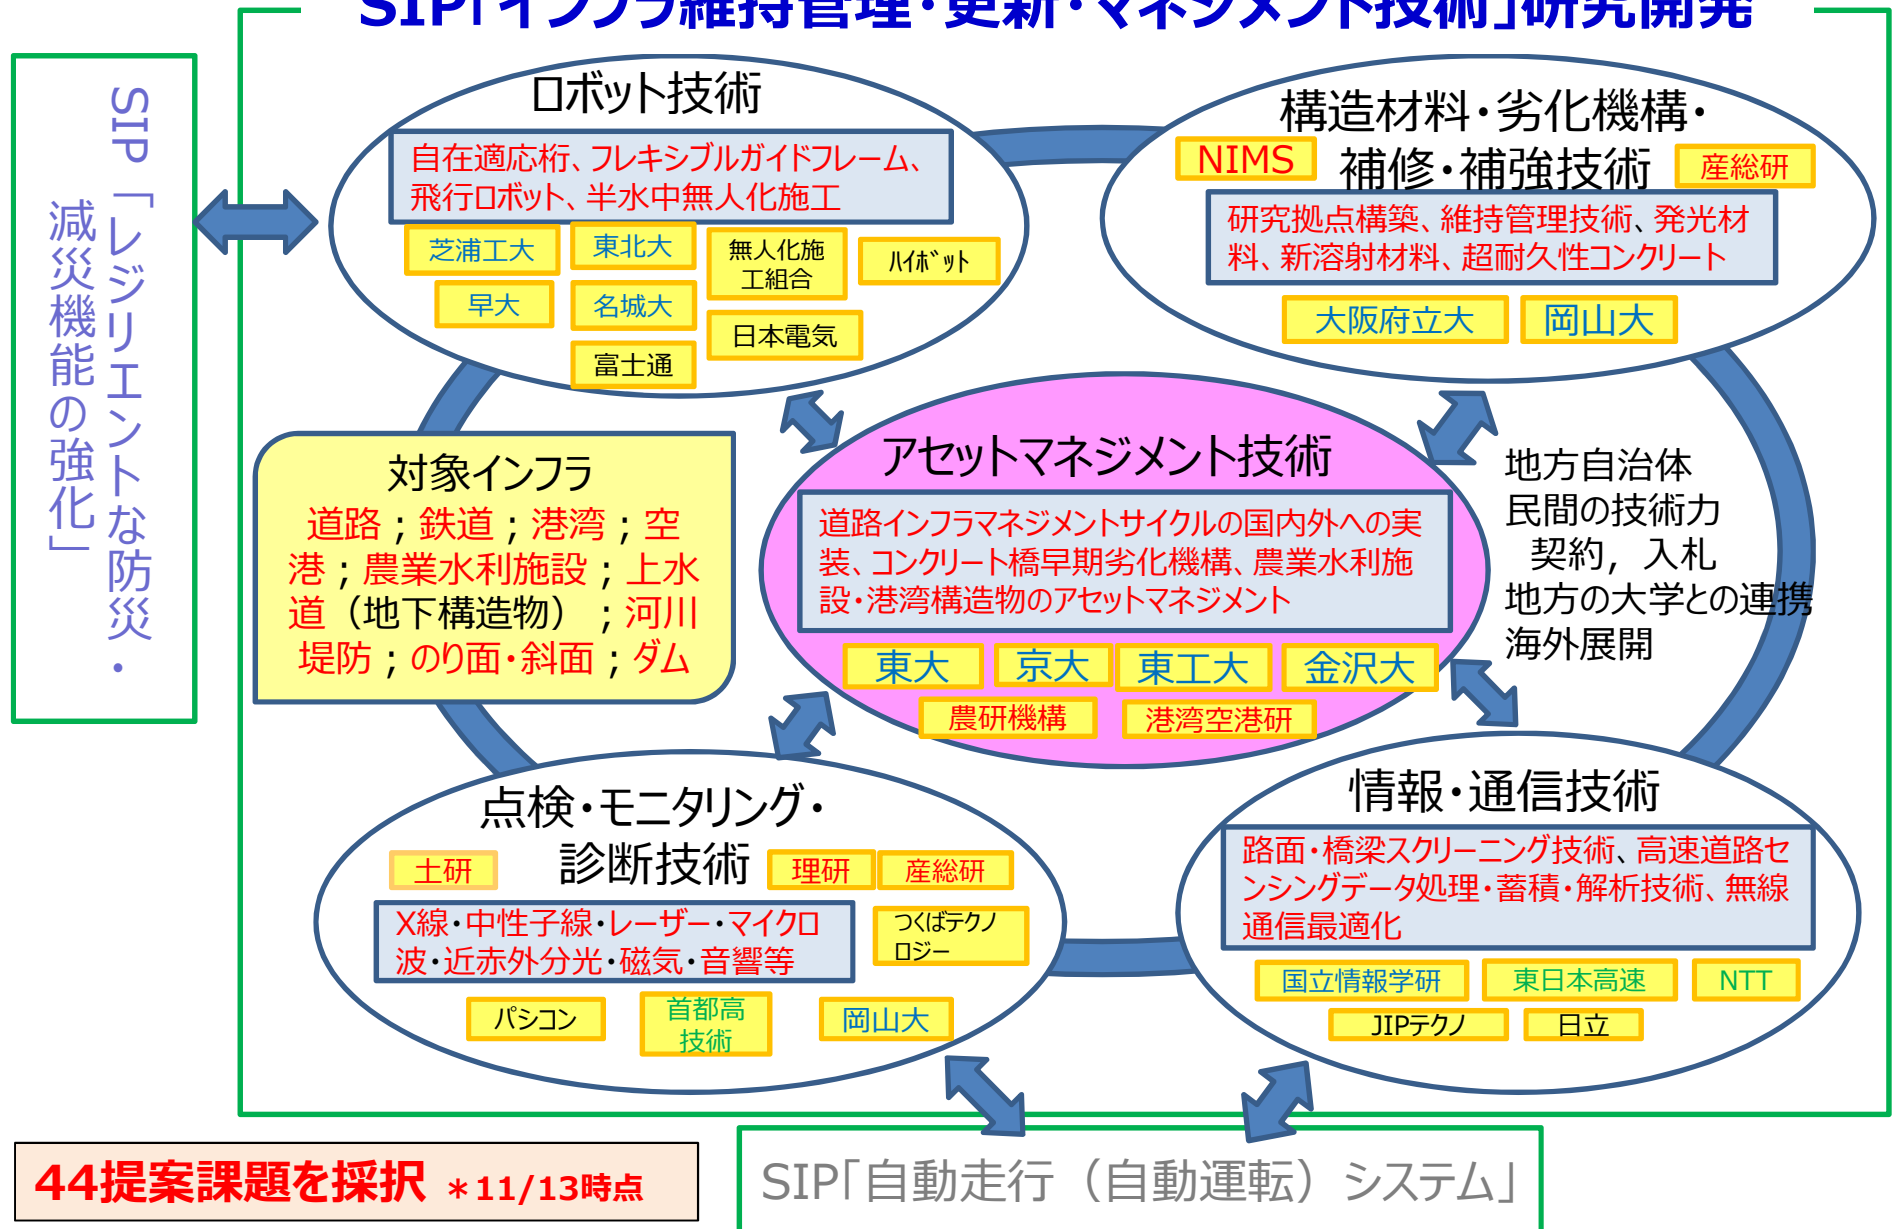 SIP「インフラ維持管理・更新・マネジメント技術」研究開発
SIP「レジリエントな防災・
減災機能の強化」
ロボット技術
自在適応桁、フレキシブルガイドフレーム、
飛行ロボット、半水中無人化施工
芝浦工大
東北大
無人化施
工組合
ﾊｲﾎﾞｯﾄ
早大
名城大
日本電気
富士通
構造材料・劣化機構・
補修・補強技術
NIMS
産総研
研究拠点構築、維持管理技術、発光材
料、新溶射材料、超耐久性コンクリート
大阪府立大
岡山大
対象インフラ
道路；鉄道；港湾；空
港；農業水利施設；上水
道（地下構造物）；河川
堤防；のり面・斜面；ダム
アセットマネジメント技術
道路インフラマネジメントサイクルの国内外への実
装、コンクリート橋早期劣化機構、農業水利施
設・港湾構造物のアセットマネジメント
東大
京大
東工大
金沢大
農研機構
港湾空港研
地方自治体
民間の技術力
契約，入札
地方の大学との連携
海外展開
点検・モニタリング・
診断技術
土研
理研
産総研
X線・中性子線・レーザー・マイクロ
波・近赤外分光・磁気・音響等
つくばテクノ
ロジー
パシコン
首都高
技術
岡山大
情報・通信技術
路面・橋梁スクリーニング技術、高速道路セ
ンシングデータ処理・蓄積・解析技術、無線
通信最適化
国立情報学研
東日本高速
NTT
JIPテクノ
日立
44提案課題を採択 ＊11/13時点
SIP「自動走行（自動運転）システム」